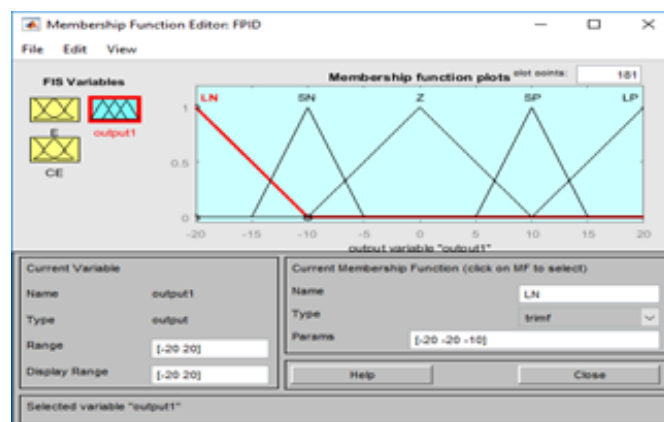 Membership Function Editor: FPID
File Edit View
FIS Variables
E
output1
CE
Membership function plots plot points: 181
LN SN Z SP LP
1
0.5
0
-20 -15 -10 -5 0 5 10 15 20
output variable "output1"
Current Variable
Name output1
Type output
Range [-20 20]
Display Range [-20 20]
Current Membership Function (click on MF to select)
Name LN
Type trimf
Params [-20 -20 -10]
Help Close
Selected variable "output1"